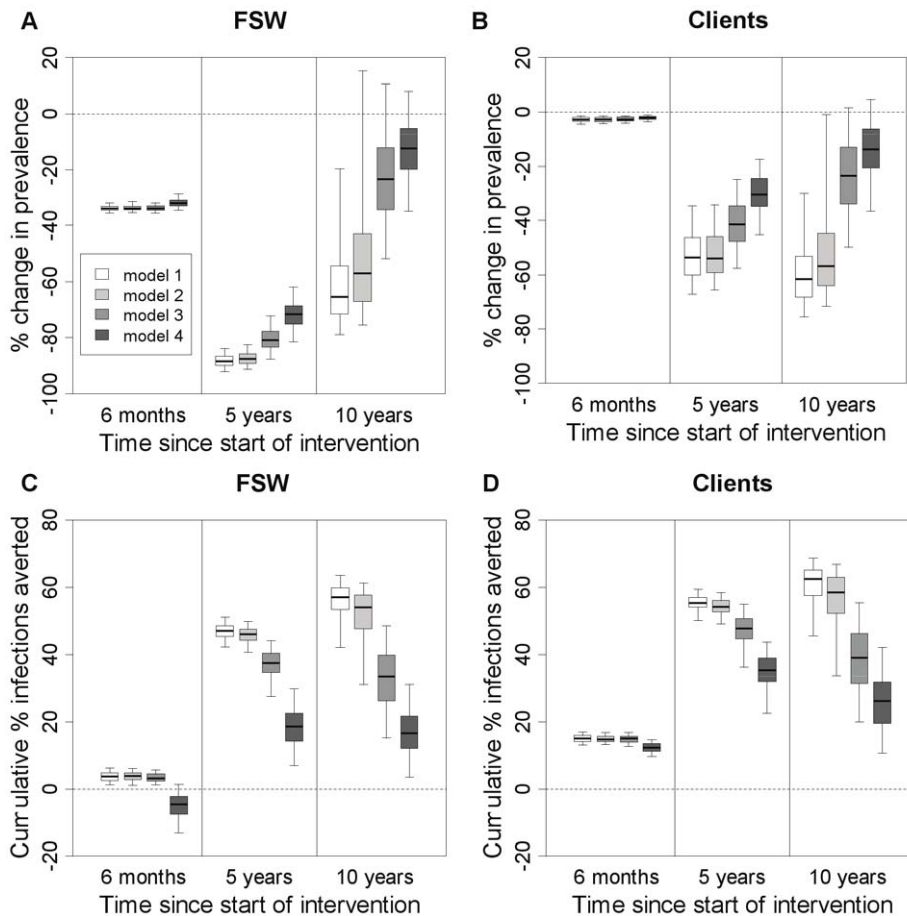 A
FSW
% change in prevalence
20
0
-20
-40
-60
-80
-100
model 1
model 2
model 3
model 4
6 months
5 years
10 years
Time since start of intervention
B
Clients
% change in prevalence
20
0
-20
-40
-60
-80
-100
6 months
5 years
10 years
Time since start of intervention
C
FSW
Cumulative % infections averted
80
60
40
20
0
-20
6 months
5 years
10 years
Time since start of intervention
D
Clients
Cumulative % infections averted
80
60
40
20
0
-20
6 months
5 years
10 years
Time since start of intervention